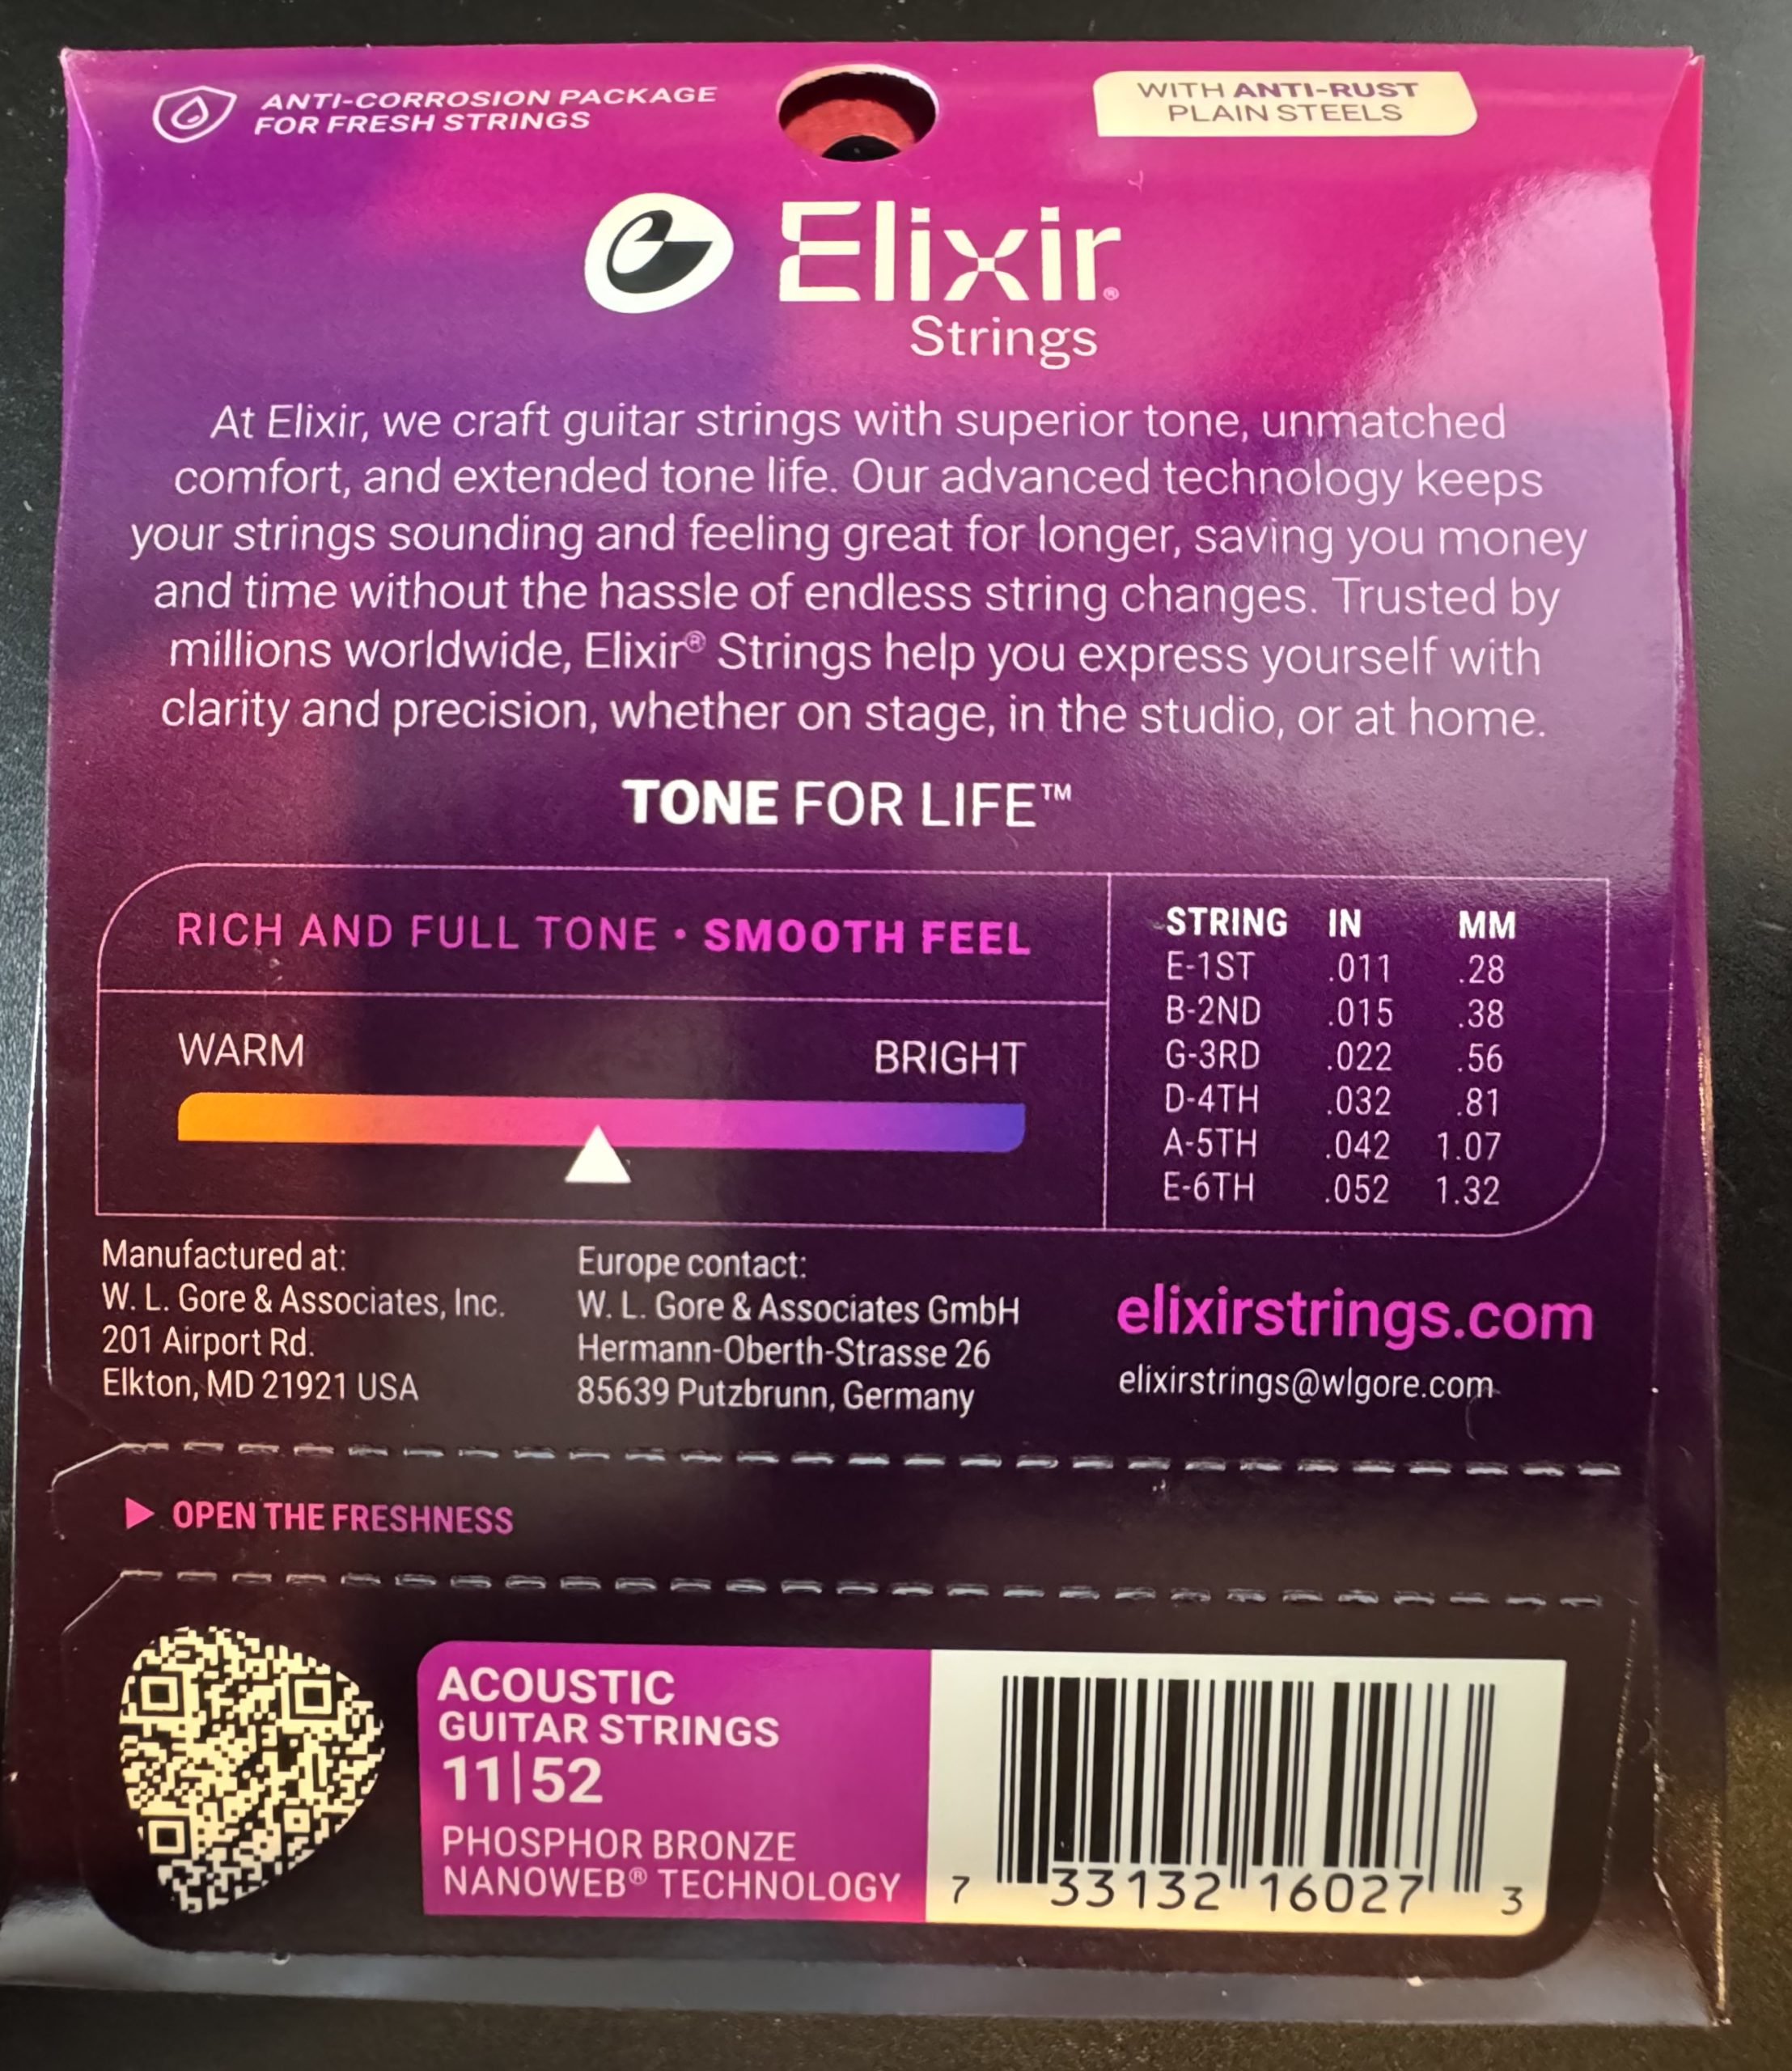 ANTI-CORROSION PACKAGE
FOR FRESH STRINGS
WITH ANTI-RUST
PLAIN STEELS
Elixir®
Strings
At Elixir, we craft guitar strings with superior tone, unmatched
comfort, and extended tone life. Our advanced technology keeps
your strings sounding and feeling great for longer, saving you money
and time without the hassle of endless string changes. Trusted by
millions worldwide, Elixir® Strings help you express yourself with
clarity and precision, whether on stage, in the studio, or at home.
TONE FOR LIFE™
RICH AND FULL TONE • SMOOTH FEEL
WARM BRIGHT
STRING IN MM
E-1ST .011 .28
B-2ND .015 .38
G-3RD .022 .56
D-4TH .032 .81
A-5TH .042 1.07
E-6TH .052 1.32
Manufactured at:
W. L. Gore & Associates, Inc.
201 Airport Rd.
Elkton, MD 21921 USA
Europe contact:
W. L. Gore & Associates GmbH
Hermann-Oberth-Strasse 26
85639 Putzbrunn, Germany
elixirstrings.com
elixirstrings@wlgore.com
OPEN THE FRESHNESS
ACOUSTIC
GUITAR STRINGS
11|52
PHOSPHOR BRONZE
NANOWEB® TECHNOLOGY
7 33132 16027 3